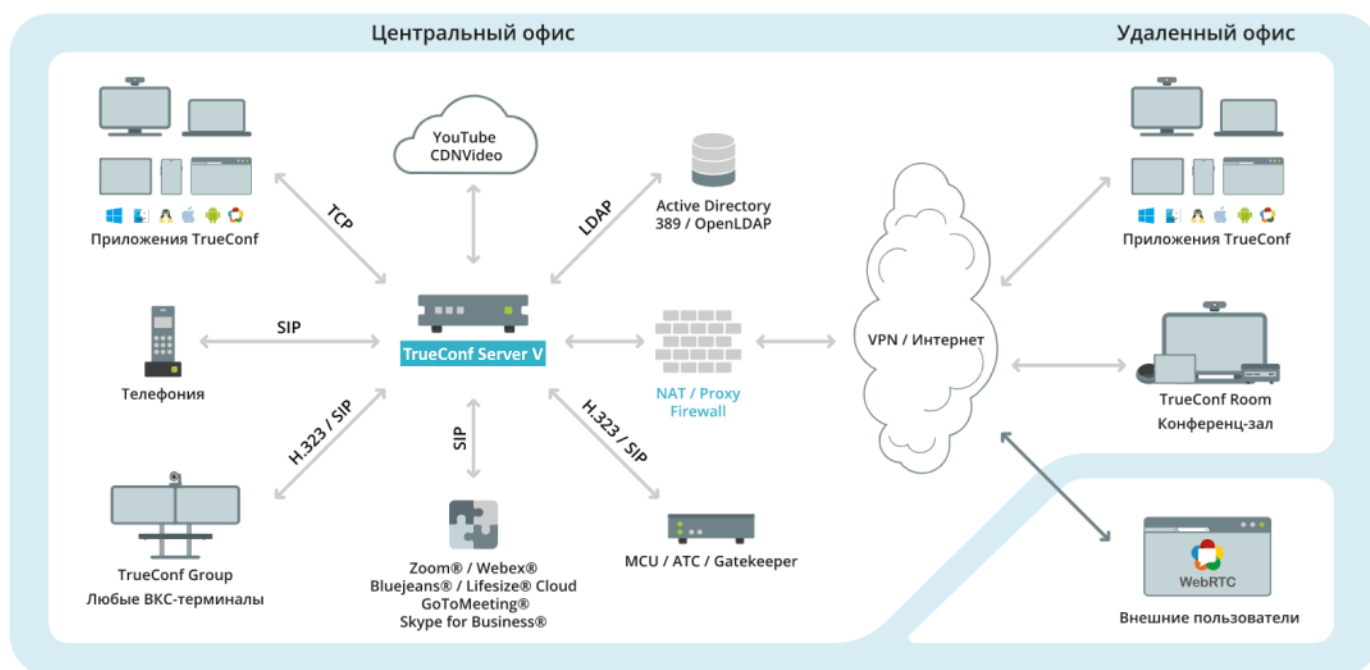 Центральный офис
Удаленный офис
YouTube
CDNVideo
TCP
LDAP
Active Directory
389 / OpenLDAP
Приложения TrueConf
Приложения TrueConf
SIP
TrueConf Server V
VPN / Интернет
Телефония
NAT / Proxy
Firewall
TrueConf Room
Конференц-зал
H.323 / SIP
SIP
H.323 / SIP
TrueConf Group
Любые ВКС-терминалы
Zoom® / Webex®
Bluejeans® / Lifesize® Cloud
GoToMeeting®
Skype for Business®
MCU / ATC / Gatekeeper
WebRTC
Внешние пользователи